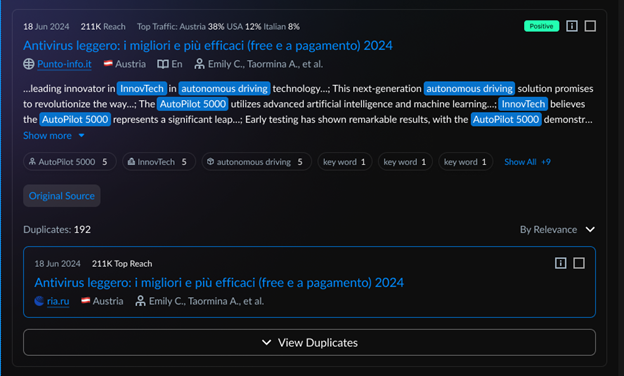 18 Jun 2024 211K Reach Top Traffic: Austria 38% USA 12% Italian 8% Positive i
Antivirus leggero: i migliori e più efficaci (free e a pagamento) 2024
Punto-info.it Austria En Emily C., Taormina A., et al.
...leading innovator in InnovTech in autonomous driving technology...; This next-generation autonomous driving solution promises
to revolutionize the way...; The AutoPilot 5000 utilizes advanced artificial intelligence and machine learning...; InnovTech believes
the AutoPilot 5000 represents a significant leap...; Early testing has shown remarkable results, with the AutoPilot 5000 demonstr...
Show more
AutoPilot 5000 5 InnovTech 5 autonomous driving 5 key word 1 key word 1 key word 1 Show All +9
Original Source
Duplicates: 192 By Relevance
18 Jun 2024 211K Top Reach i
Antivirus leggero: i migliori e più efficaci (free e a pagamento) 2024
ria.ru Austria Emily C., Taormina A., et al.
View Duplicates